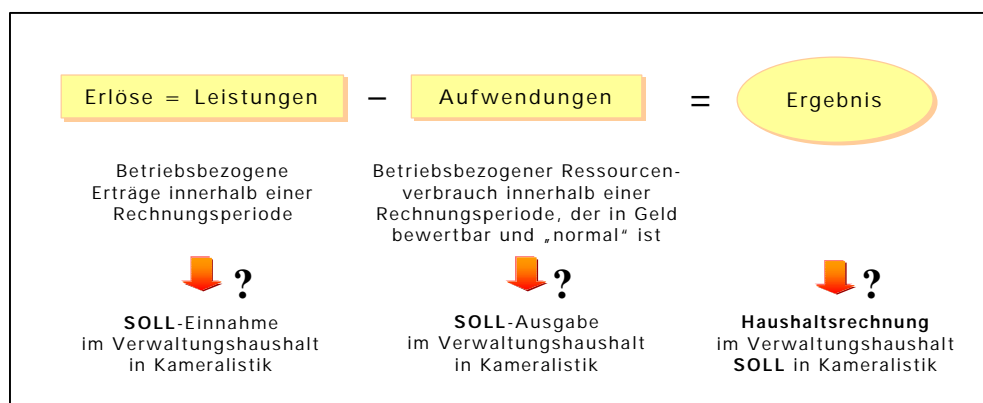 Erlöse = Leistungen – Aufwendungen = Ergebnis
Betriebsbezogene
Erträge innerhalb einer
Rechnungsperiode
Betriebsbezogener Ressourcen-
verbrauch innerhalb einer
Rechnungsperiode, der in Geld
bewertbar und „normal“ ist
?
?
?
SOLL-Einnahme
im Verwaltungshaushalt
in Kameralistik
SOLL-Ausgabe
im Verwaltungshaushalt
in Kameralistik
Haushaltsrechnung
im Verwaltungshaushalt
SOLL in Kameralistik